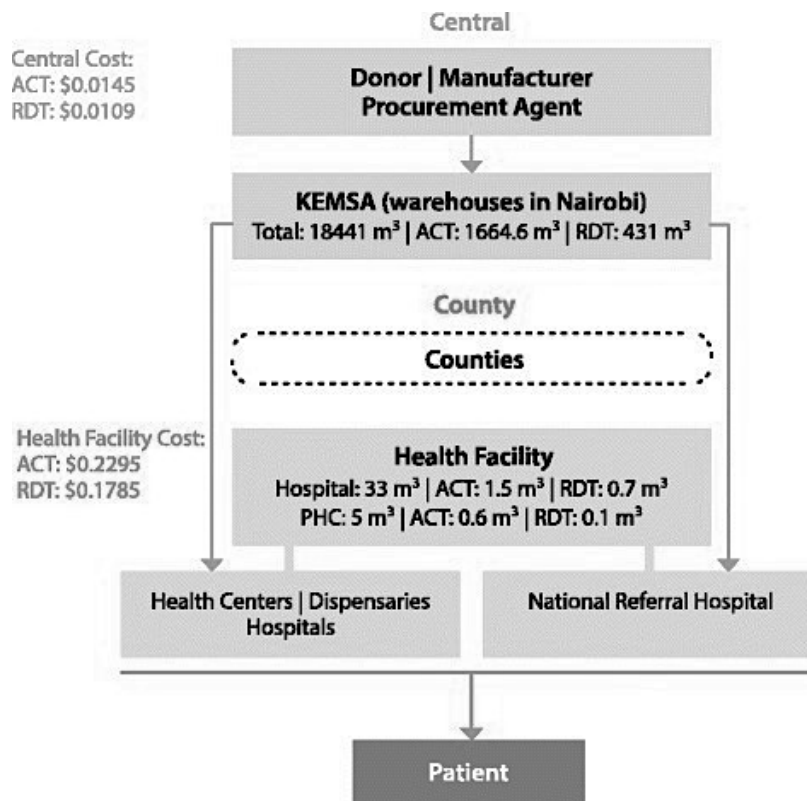 Central
Central Cost:
ACT: $0.0145
RDT: $0.0109
Donor | Manufacturer
Procurement Agent
KEMSA (warehouses in Nairobi)
Total: 18441 m³ | ACT: 1664.6 m³ | RDT: 431 m³
County
Counties
Health Facility Cost:
ACT: $0.2295
RDT: $0.1785
Health Facility
Hospital: 33 m³ | ACT: 1.5 m³ | RDT: 0.7 m³
PHC: 5 m³ | ACT: 0.6 m³ | RDT: 0.1 m³
Health Centers | Dispensaries
Hospitals
National Referral Hospital
Patient